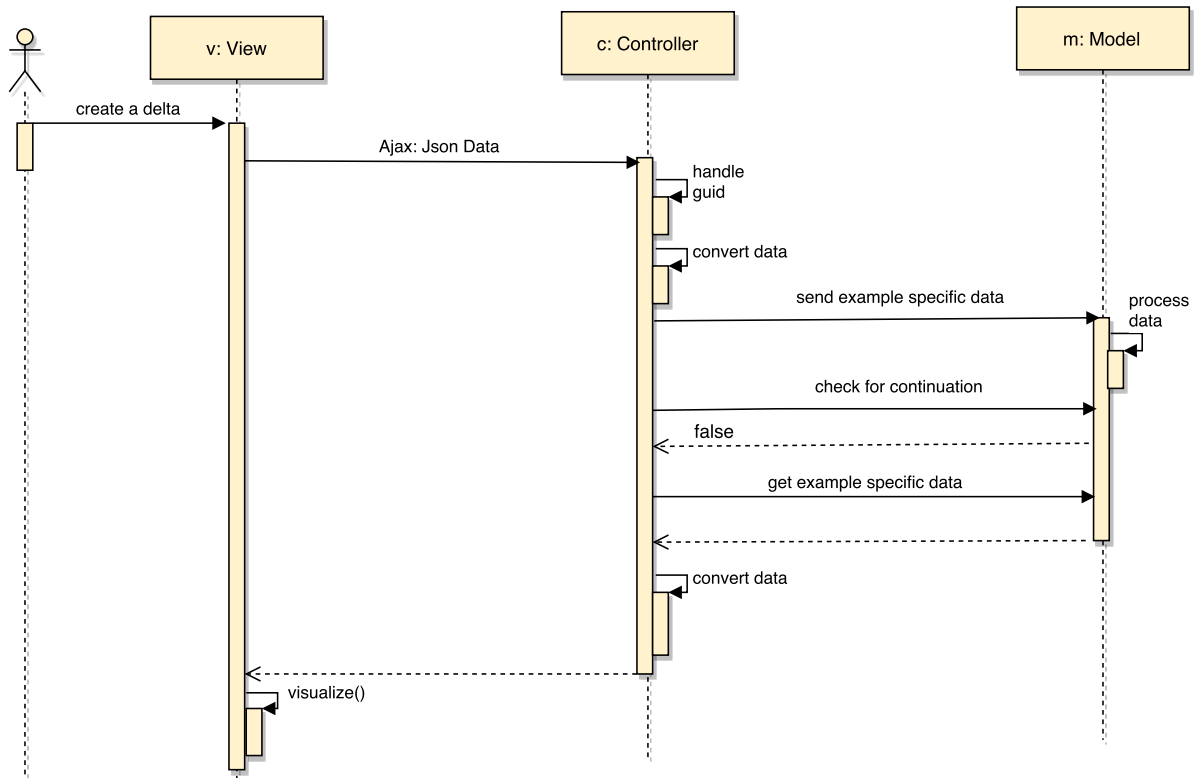 v: View
c: Controller
m: Model
create a delta
Ajax: Json Data
handle
guid
convert data
send example specific data
process
data
check for continuation
false
get example specific data
convert data
visualize()